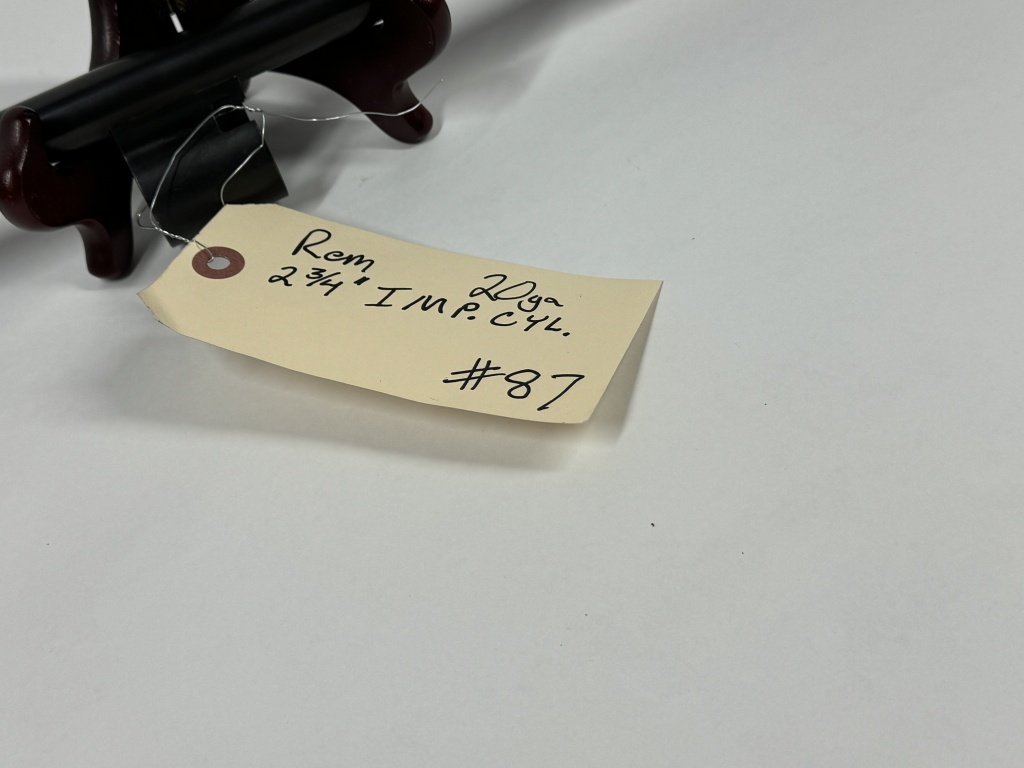 Rem 20ga
2 3/4" IMP. CYL.
#87